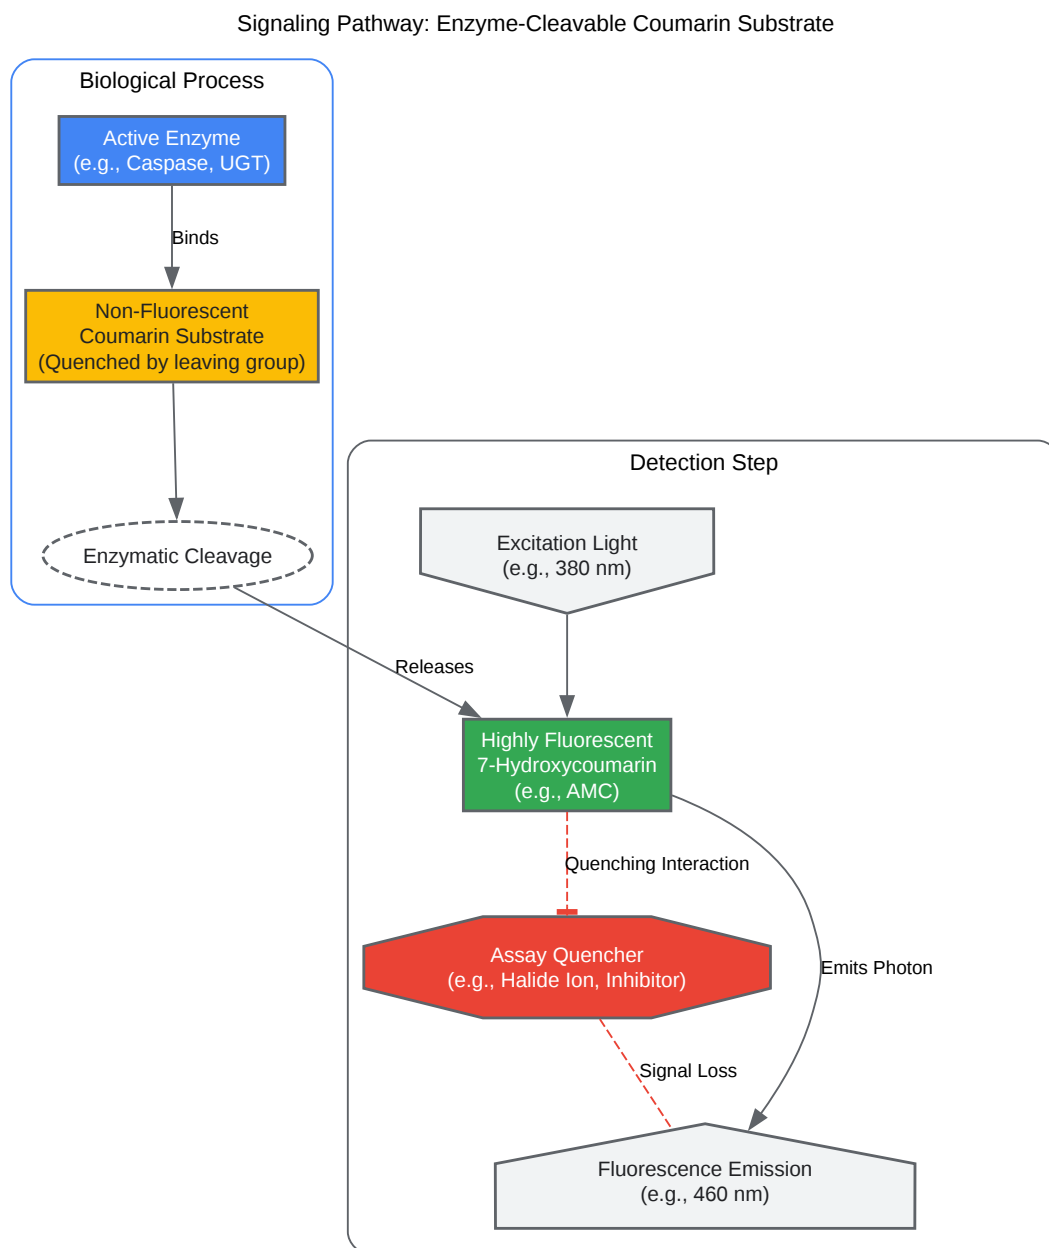 Signaling Pathway: Enzyme-Cleavable Coumarin Substrate
Biological Process
Active Enzyme
(e.g., Caspase, UGT)
Binds
Non-Fluorescent
Coumarin Substrate
(Quenched by leaving group)
Enzymatic Cleavage
Releases
Detection Step
Excitation Light
(e.g., 380 nm)
Highly Fluorescent
7-Hydroxycoumarin
(e.g., AMC)
Quenching Interaction
Assay Quencher
(e.g., Halide Ion, Inhibitor)
Emits Photon
Signal Loss
Fluorescence Emission
(e.g., 460 nm)